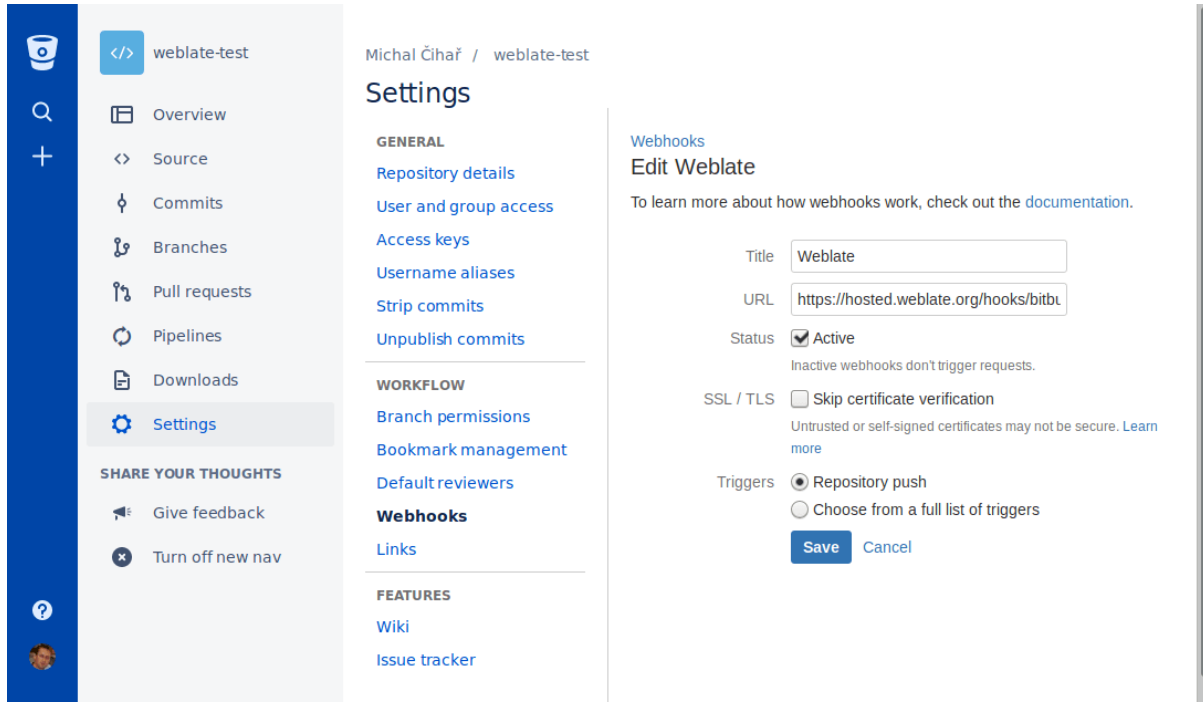 weblate-test
Overview
Source
Commits
Branches
Pull requests
Pipelines
Downloads
Settings
SHARE YOUR THOUGHTS
Give feedback
Turn off new nav
Michal Čihař / weblate-test
Settings
GENERAL
Repository details
User and group access
Access keys
Username aliases
Strip commits
Unpublish commits
WORKFLOW
Branch permissions
Bookmark management
Default reviewers
Webhooks
Links
FEATURES
Wiki
Issue tracker
Webhooks
Edit Weblate
To learn more about how webhooks work, check out the documentation.
Title Weblate
URL https://hosted.weblate.org/hooks/bitbu
Status Active
Inactive webhooks don't trigger requests.
SSL / TLS Skip certificate verification
Untrusted or self-signed certificates may not be secure. Learn
more
Triggers Repository push
Choose from a full list of triggers
Save Cancel